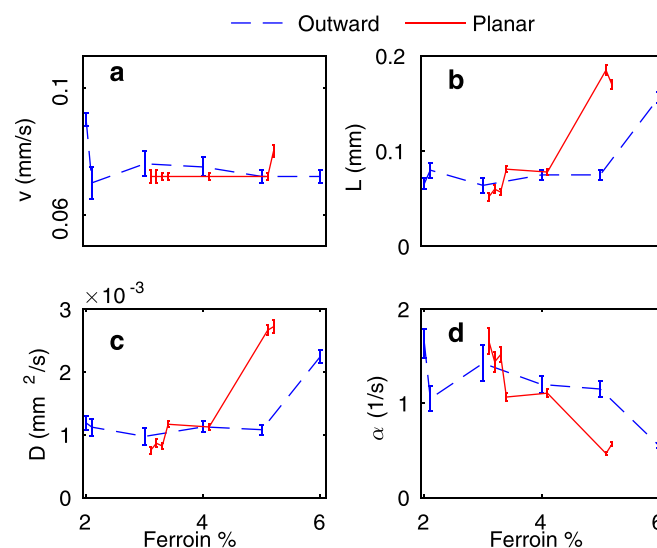 Outward Planar
a
v (mm/s)
0.1
0.06
b
L (mm)
0.2
0.1
0
×10⁻³
c
D (mm ²/s)
3
2
1
0
2 4 6
Ferroin %
d
α (1/s)
2
1
0
2 4 6
Ferroin %